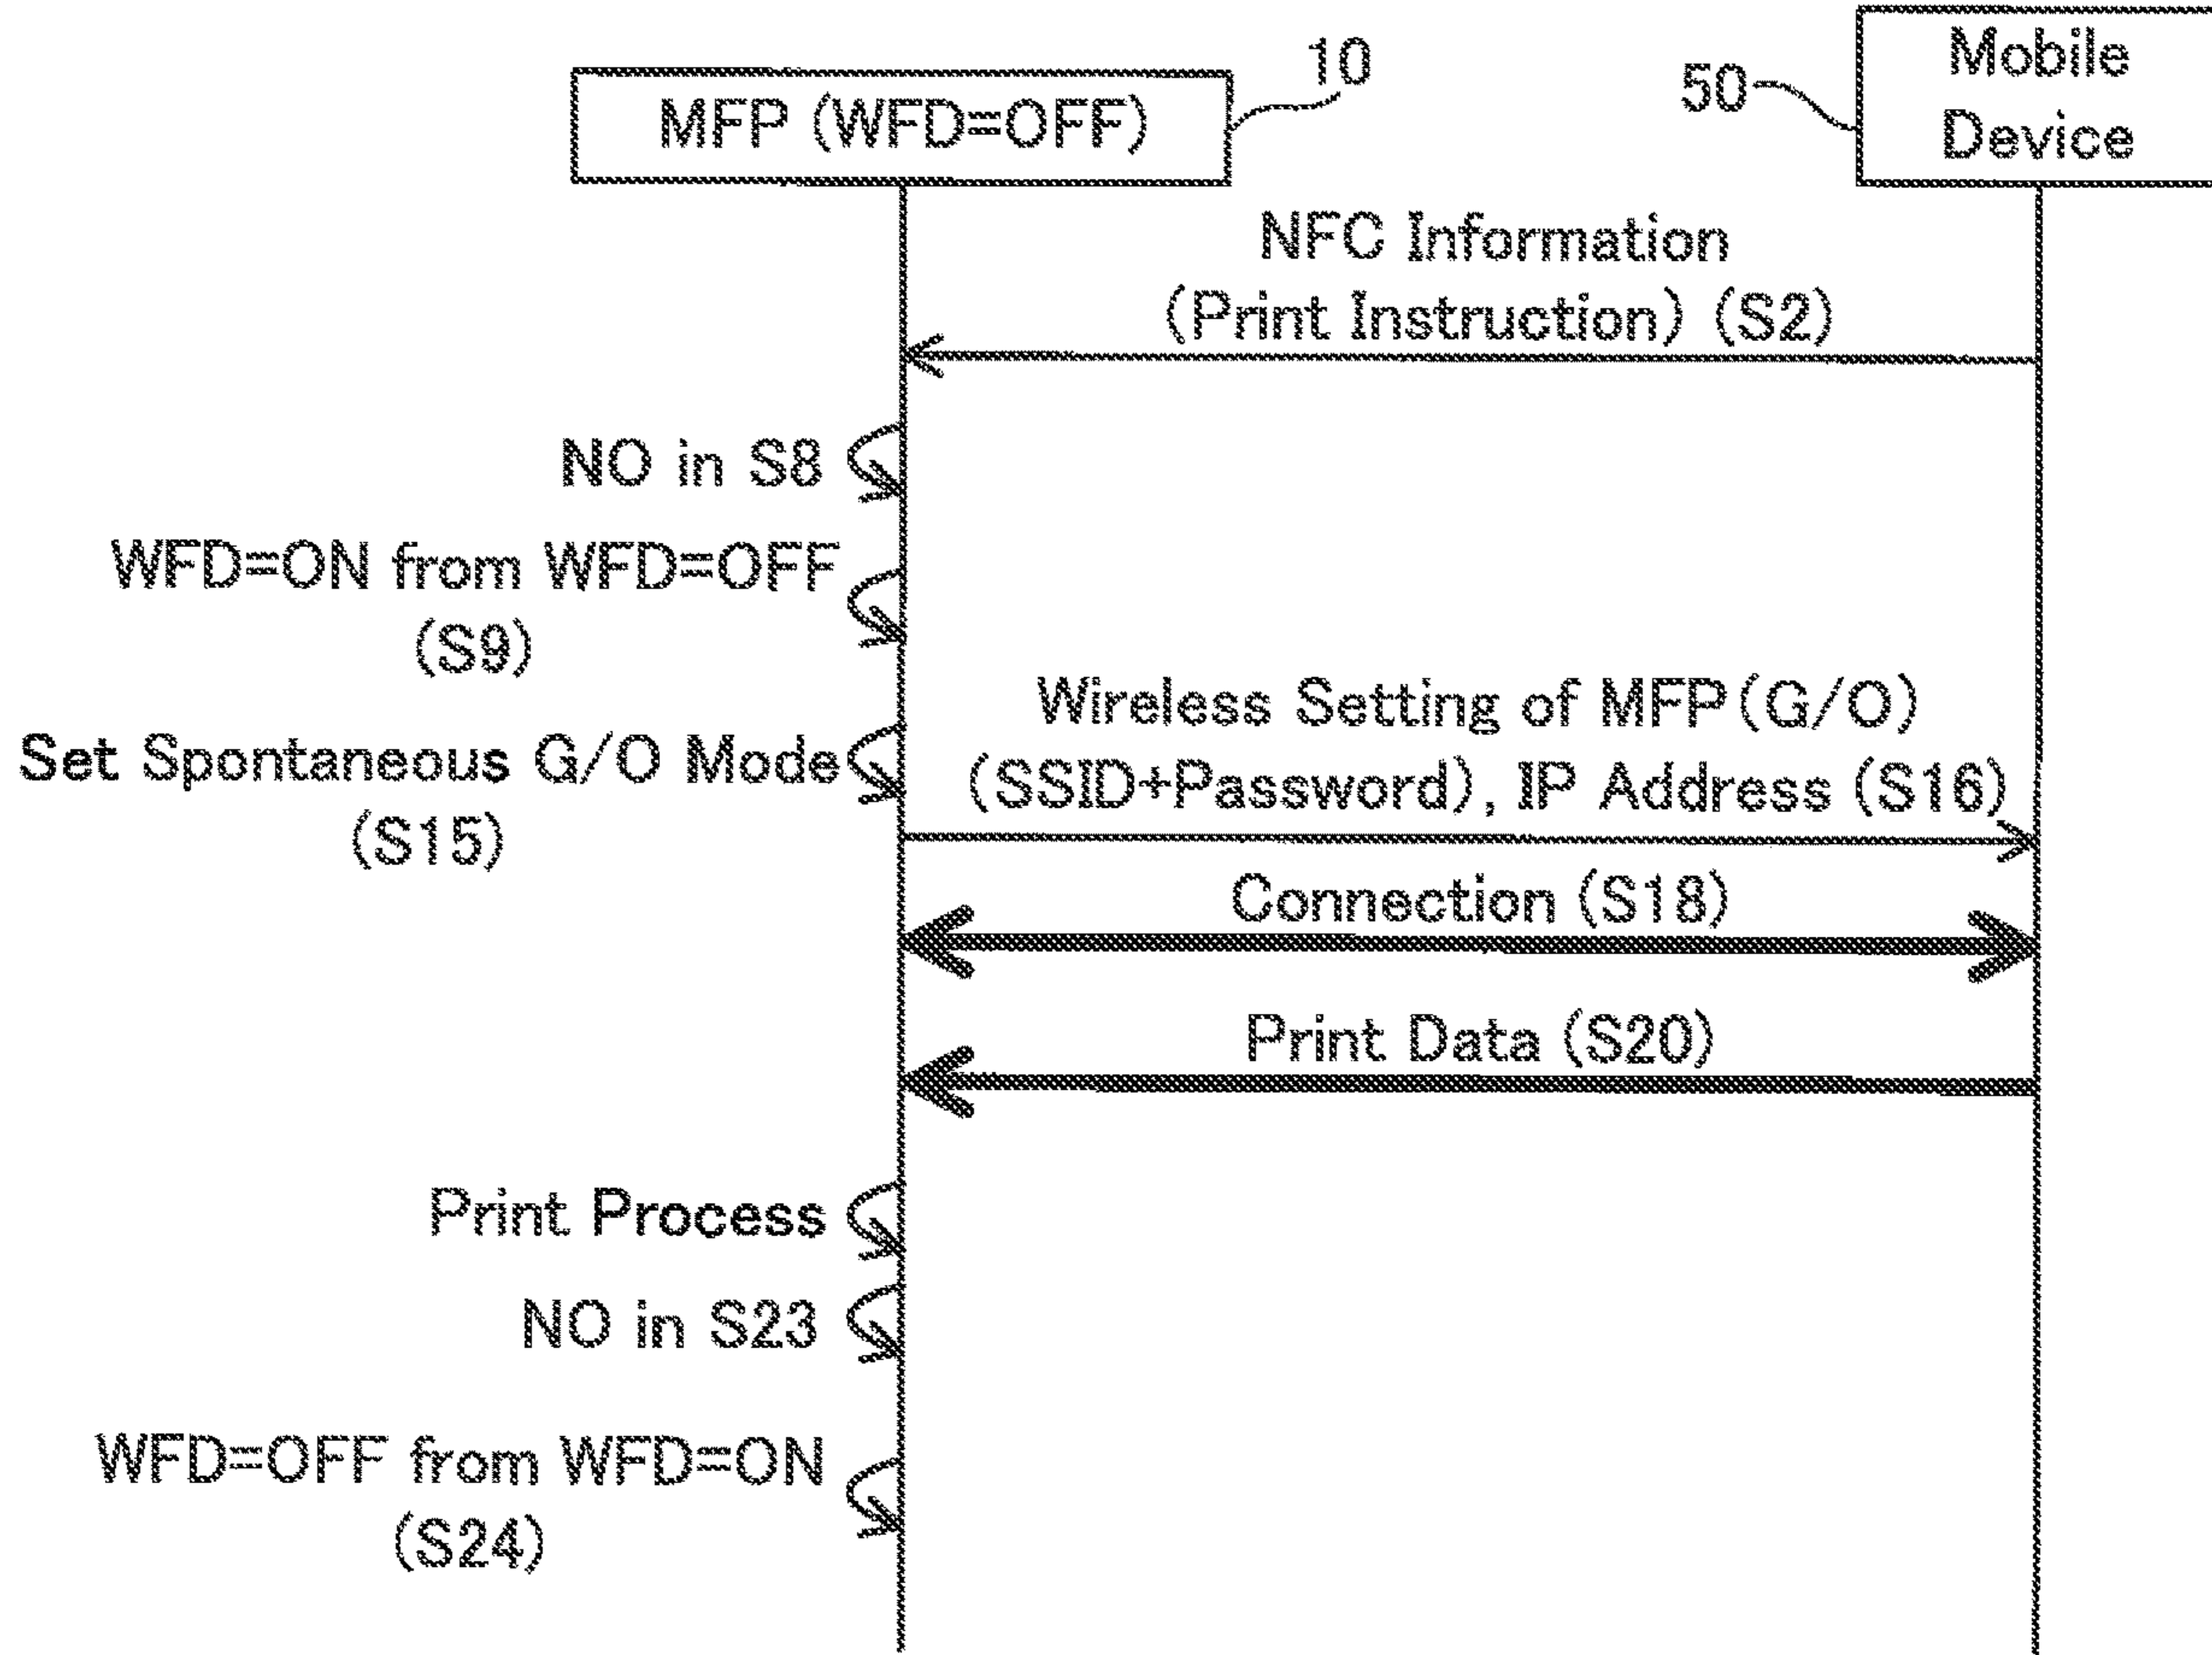 10
MFP (WFD=OFF)
50
Mobile
Device
NFC Information
(Print Instruction) (S2)
NO in S8
WFD=ON from WFD=OFF
(S9)
Wireless Setting of MFP(G/O)
(SSID+Password), IP Address (S16)
Set Spontaneous G/O Mode
(S15)
Connection (S18)
Print Data (S20)
Print Process
NO in S23
WFD=OFF from WFD=ON
(S24)